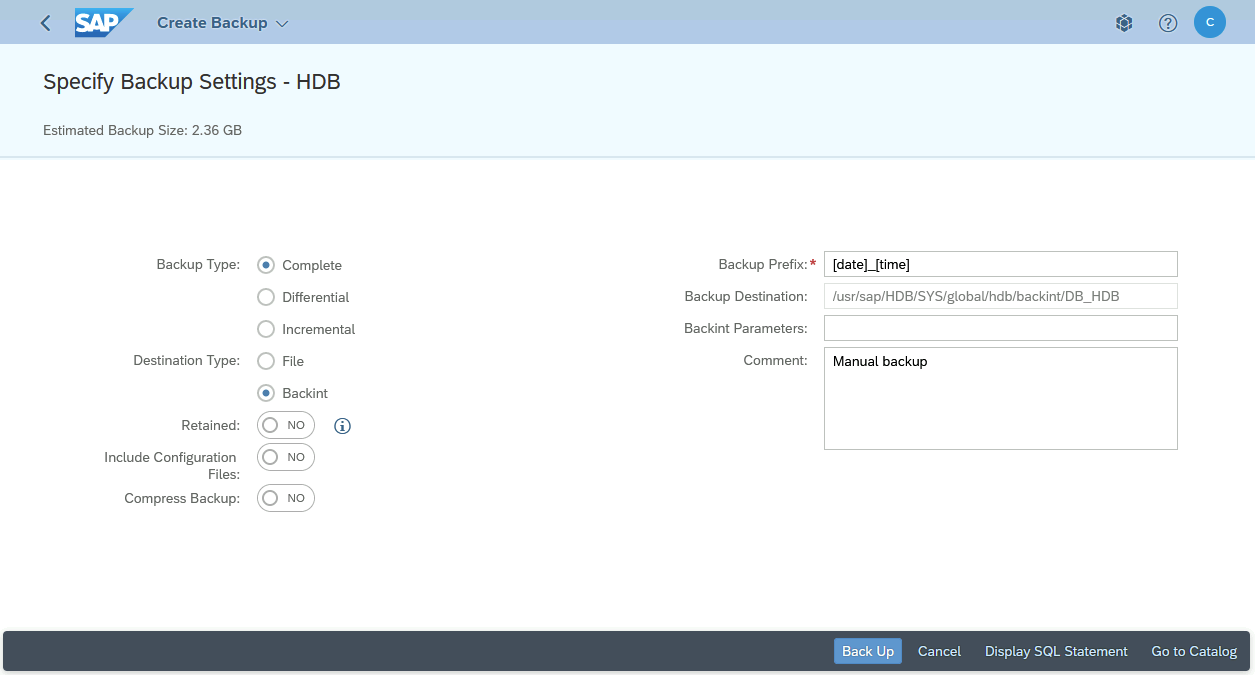 SAP Create Backup C
Specify Backup Settings - HDB
Estimated Backup Size: 2.36 GB
Backup Type: Complete
Differential
Incremental
Destination Type: File
Backint
Retained: NO
Include Configuration
Files: NO
Compress Backup: NO
Backup Prefix:* [date]_[time]
Backup Destination: /usr/sap/HDB/SYS/global/hdb/backint/DB_HDB
Backint Parameters:
Comment: Manual backup
Back Up Cancel Display SQL Statement Go to Catalog